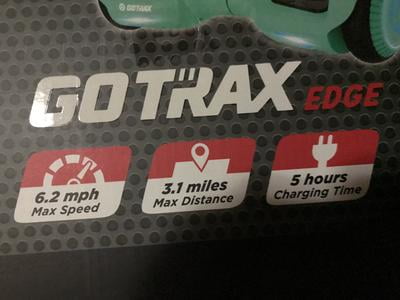 GOTRAX
GOTRAX EDGE
6.2 mph
Max Speed
3.1 miles
Max Distance
5 hours
Charging Time